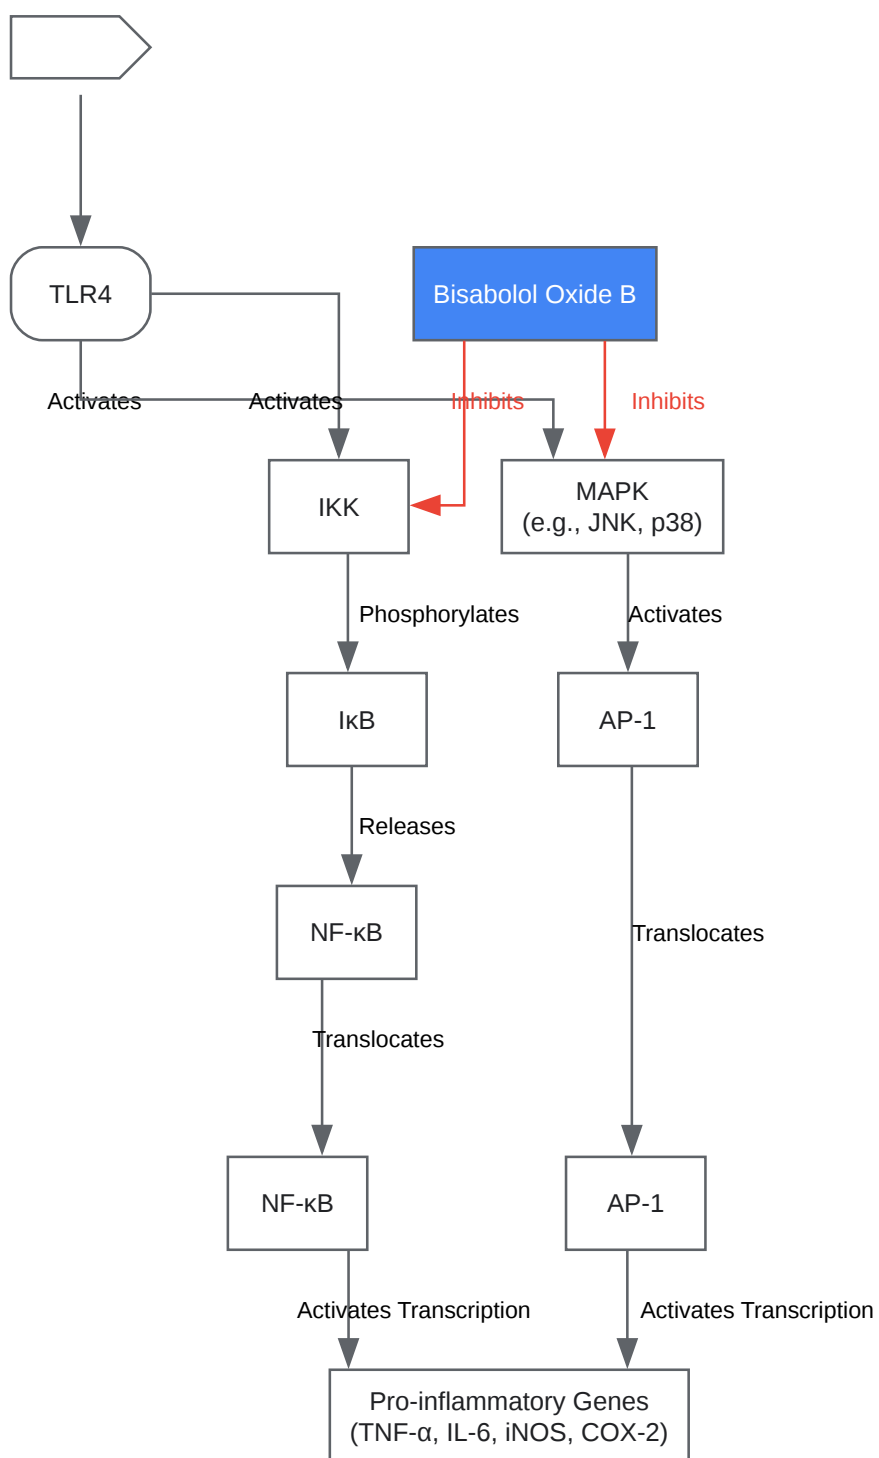 TLR4
Bisabolol Oxide B
Activates
Activates
Inhibits
Inhibits
IKK
MAPK
(e.g., JNK, p38)
Phosphorylates
Activates
IκB
AP-1
Releases
NF-κB
Translocates
Translocates
NF-κB
AP-1
Activates Transcription
Activates Transcription
Pro-inflammatory Genes
(TNF-α, IL-6, iNOS, COX-2)